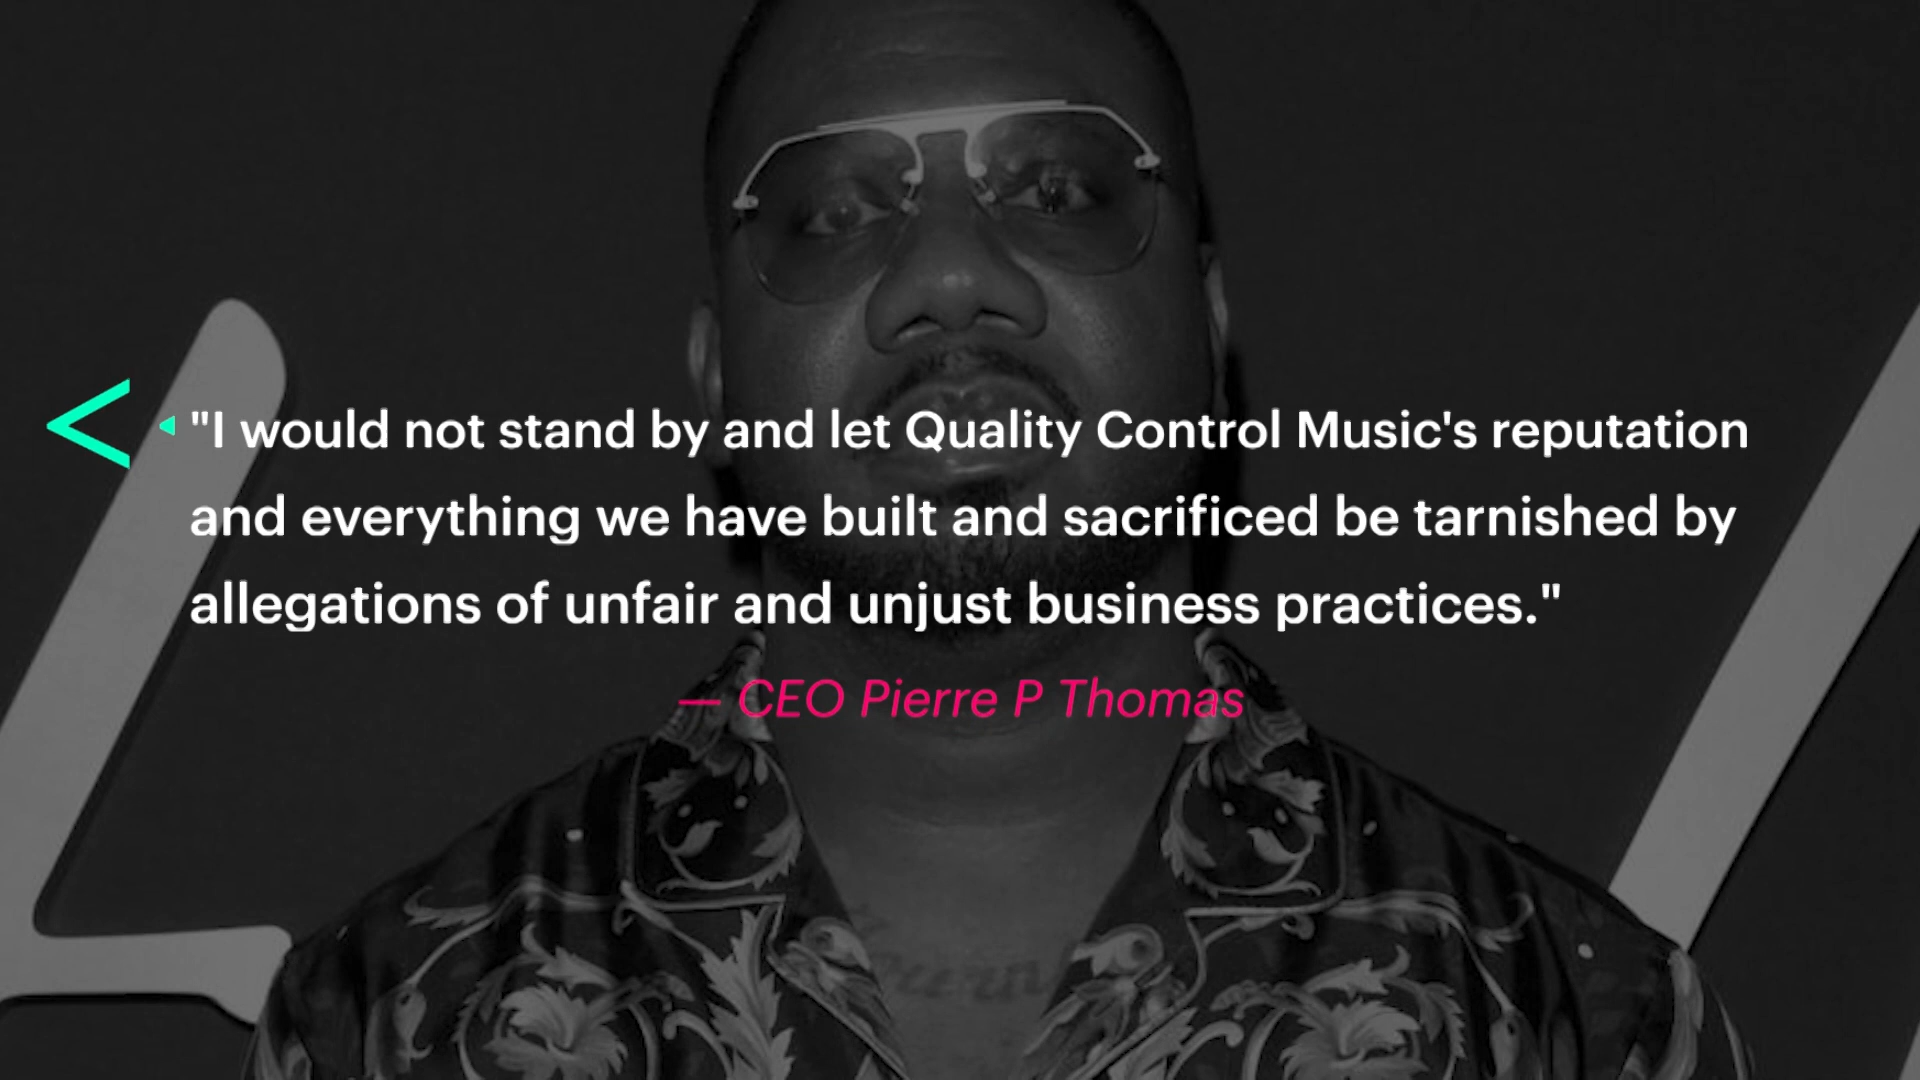 "I would not stand by and let Quality Control Music's reputation
and everything we have built and sacrificed be tarnished by
allegations of unfair and unjust business practices."
— CEO Pierre P Thomas